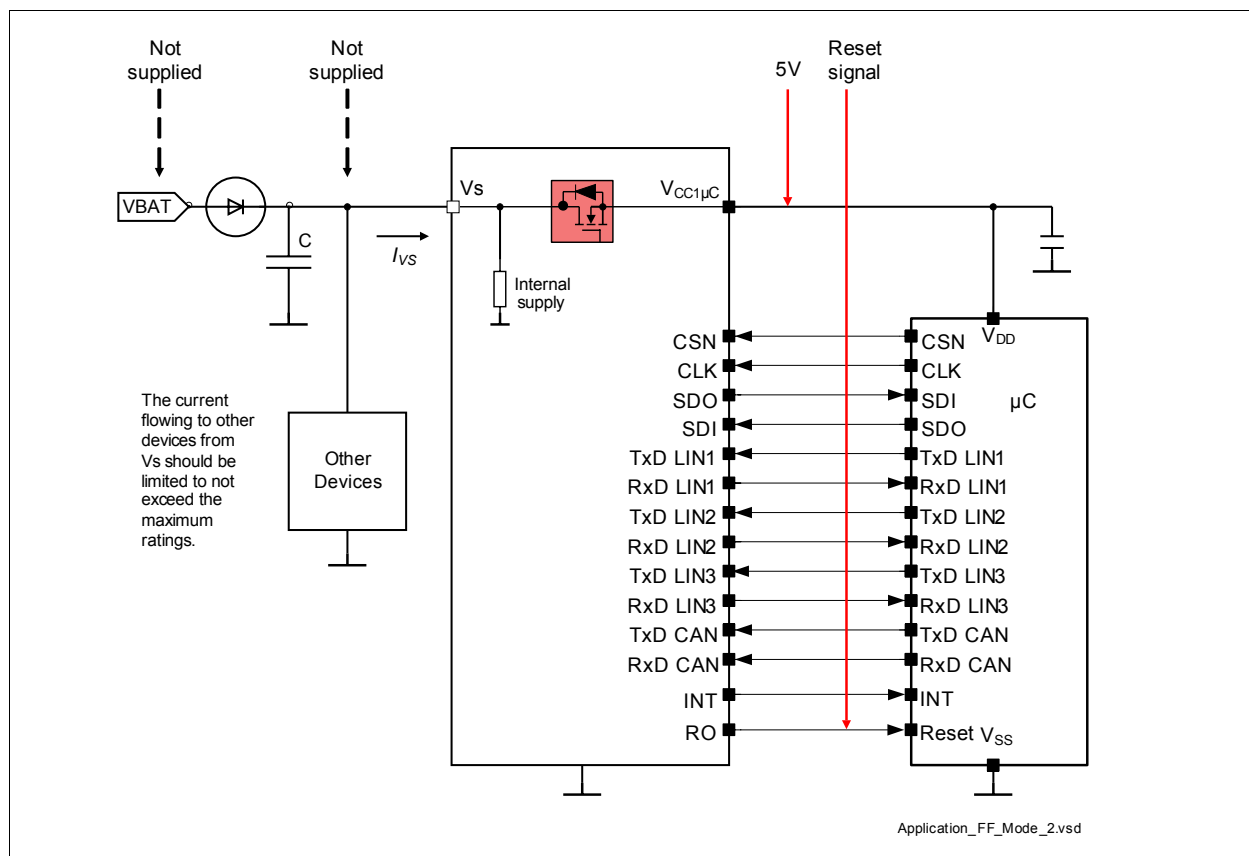 Not
supplied
Not
supplied
5V
Reset
signal
VBAT
C
IVS
Vs
VCC1µC
Internal
supply
The current
flowing to other
devices from
Vs should be
limited to not
exceed the
maximum
ratings.
Other
Devices
VDD
µC
CSN
CSN
CLK
CLK
SDO
SDI
SDI
SDO
TxD LIN1
TxD LIN1
RxD LIN1
RxD LIN1
TxD LIN2
TxD LIN2
RxD LIN2
RxD LIN2
TxD LIN3
TxD LIN3
RxD LIN3
RxD LIN3
TxD CAN
TxD CAN
RxD CAN
RxD CAN
INT
INT
RO
Reset VSS
Application_FF_Mode_2.vsd